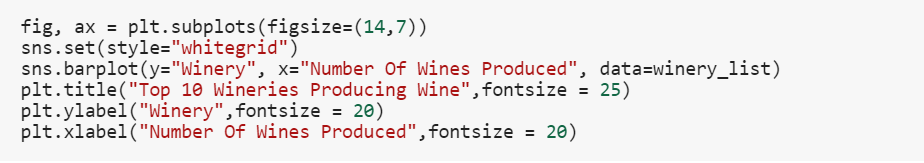 fig, ax = plt.subplots(figsize=(14,7))
sns.set(style="whitegrid")
sns.barplot(y="Winery", x="Number Of Wines Produced", data=winery_list)
plt.title("Top 10 Wineries Producing Wine",fontsize = 25)
plt.ylabel("Winery",fontsize = 20)
plt.xlabel("Number Of Wines Produced",fontsize = 20)